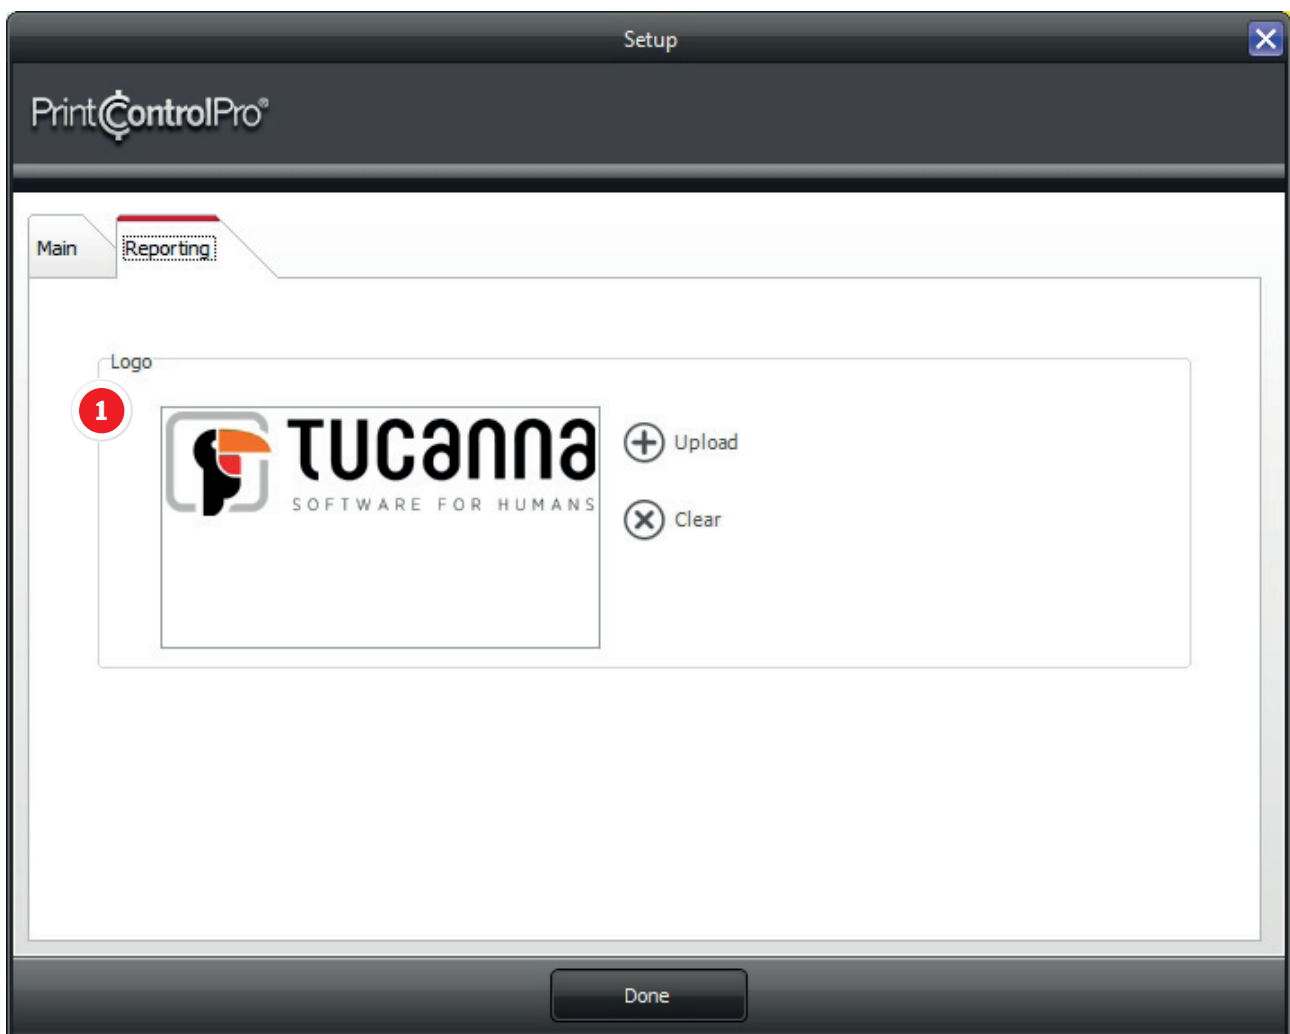 Setup
PrintControlPro®
Main
Reporting
Logo
1
Tucanna
SOFTWARE FOR HUMANS
Upload
Clear
Done